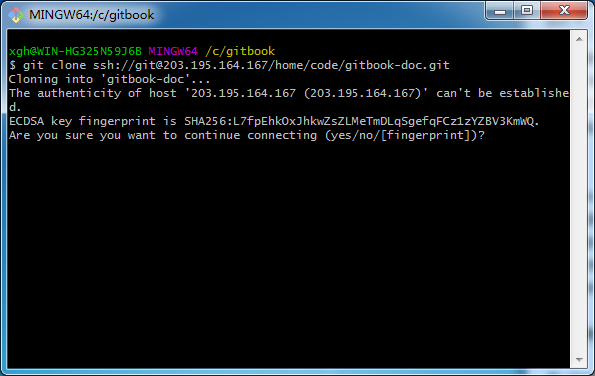 MINGW64:/c/gitbook
xgh@WIN-HG325N59J6B MINGW64 /c/gitbook
$ git clone ssh://git@203.195.164.167/home/code/gitbook-doc.git
Cloning into 'gitbook-doc'...
The authenticity of host '203.195.164.167 (203.195.164.167)' can't be establishe
d.
ECDSA key fingerprint is SHA256:L7fpEhkOxJhkwZsZLMeTmDLqSgefqFCz1zYZBV3KmWQ.
Are you sure you want to continue connecting (yes/no/[fingerprint])?